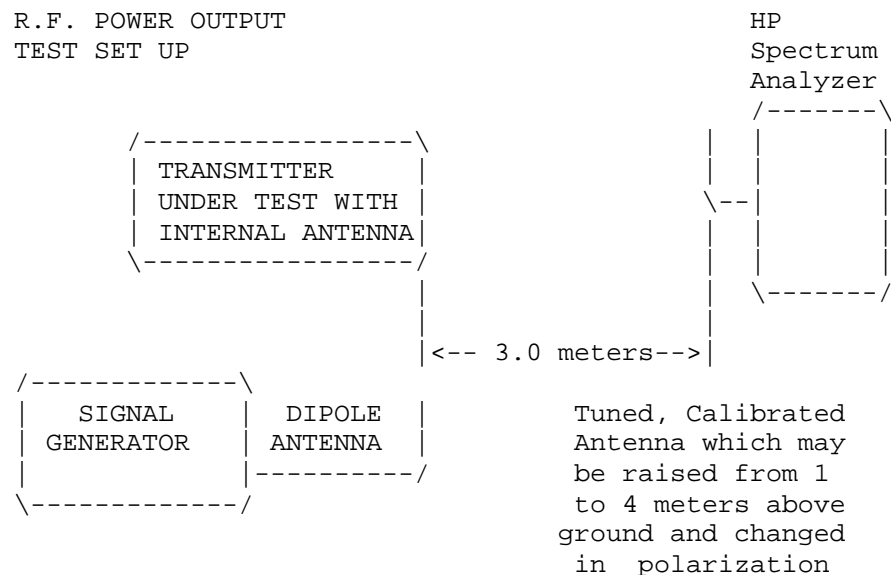 R.F. POWER OUTPUT
TEST SET UP
HP
Spectrum
Analyzer
TRANSMITTER
UNDER TEST WITH
INTERNAL ANTENNA
<-- 3.0 meters-->
SIGNAL
GENERATOR
DIPOLE
ANTENNA
Tuned, Calibrated
Antenna which may
be raised from 1
to 4 meters above
ground and changed
in polarization